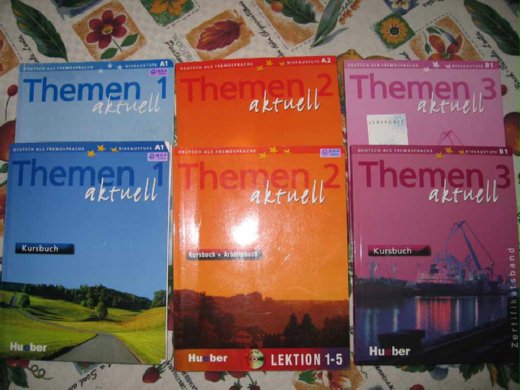 DEUTSCH ALS FREMDSPRACHE NIVEAUSTUFE A1
Themen 1
aktuell
DEUTSCH ALS FREMDSPRACHE NIVEAUSTUFE A2
Themen 2
aktuell
DEUTSCH ALS FREMDSPRACHE NIVEAUSTUFE B1
Themen 3
aktuell
DEUTSCH ALS FREMDSPRACHE NIVEAUSTUFE A1
Themen 1
aktuell
Kursbuch
Hueber
Themen 2
aktuell
Kursbuch + Arbeitsbuch
Hueber
LEKTION 1-5
DEUTSCH ALS FREMDSPRACHE NIVEAUSTUFE B1
Themen 3
aktuell
Kursbuch
Hueber
Zertifikatsband